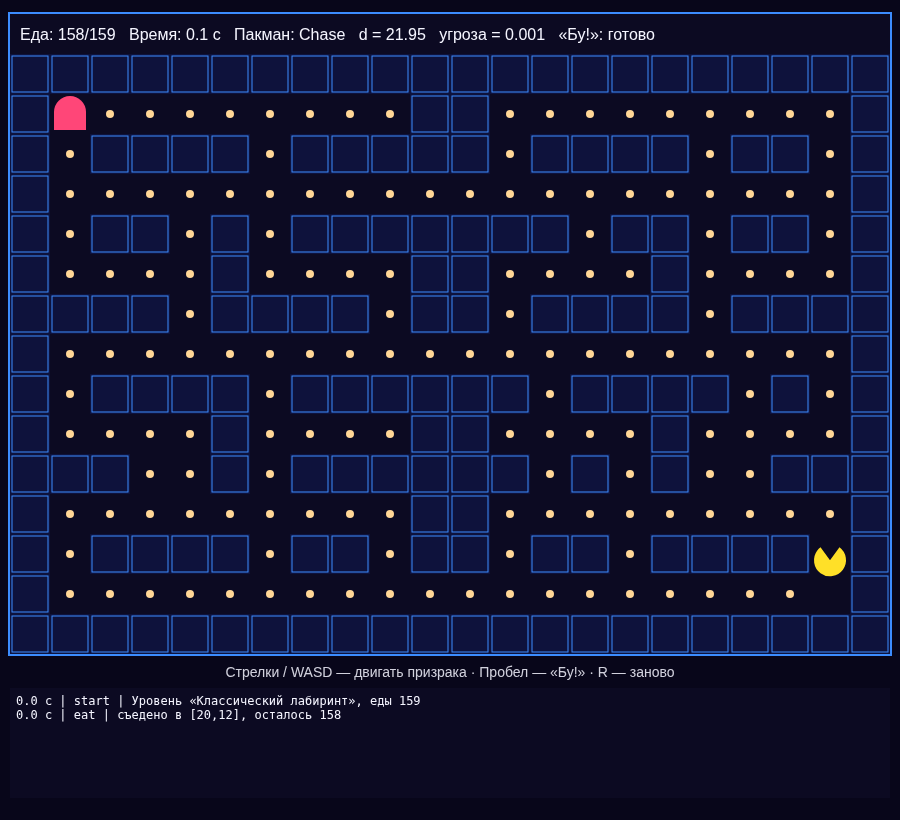 Еда: 158/159 Время: 0.1 с Пакман: Chase d = 21.95 угроза = 0.001 «Бу!»: готово
Стрелки / WASD — двигать призрака · Пробел — «Бу!» · R — заново
0.0 с | start | Уровень «Классический лабиринт», еды 159
0.0 с | eat | съедено в [20,12], осталось 158